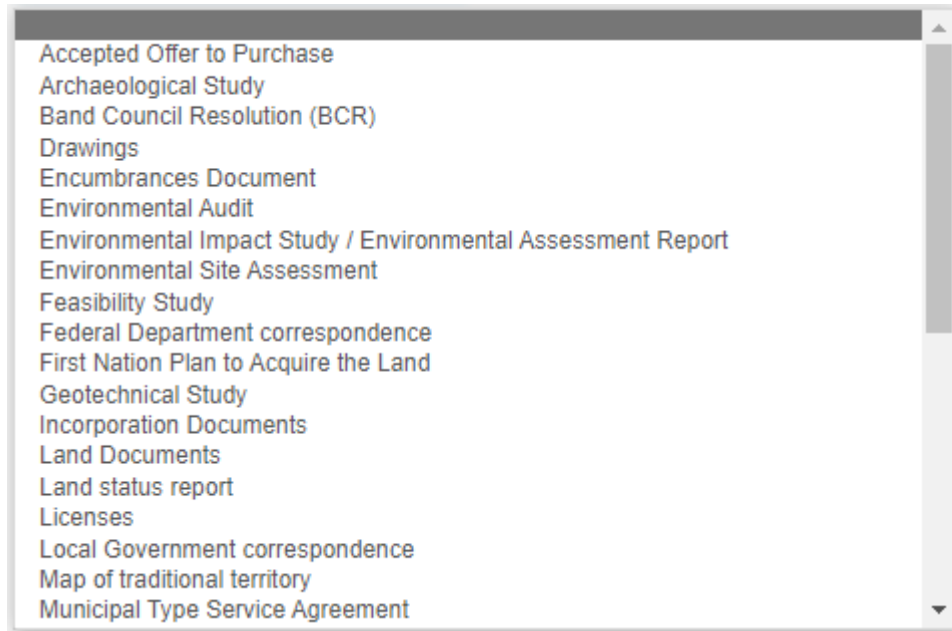 Accepted Offer to Purchase
Archaeological Study
Band Council Resolution (BCR)
Drawings
Encumbrances Document
Environmental Audit
Environmental Impact Study / Environmental Assessment Report
Environmental Site Assessment
Feasibility Study
Federal Department correspondence
First Nation Plan to Acquire the Land
Geotechnical Study
Incorporation Documents
Land Documents
Land status report
Licenses
Local Government correspondence
Map of traditional territory
Municipal Type Service Agreement